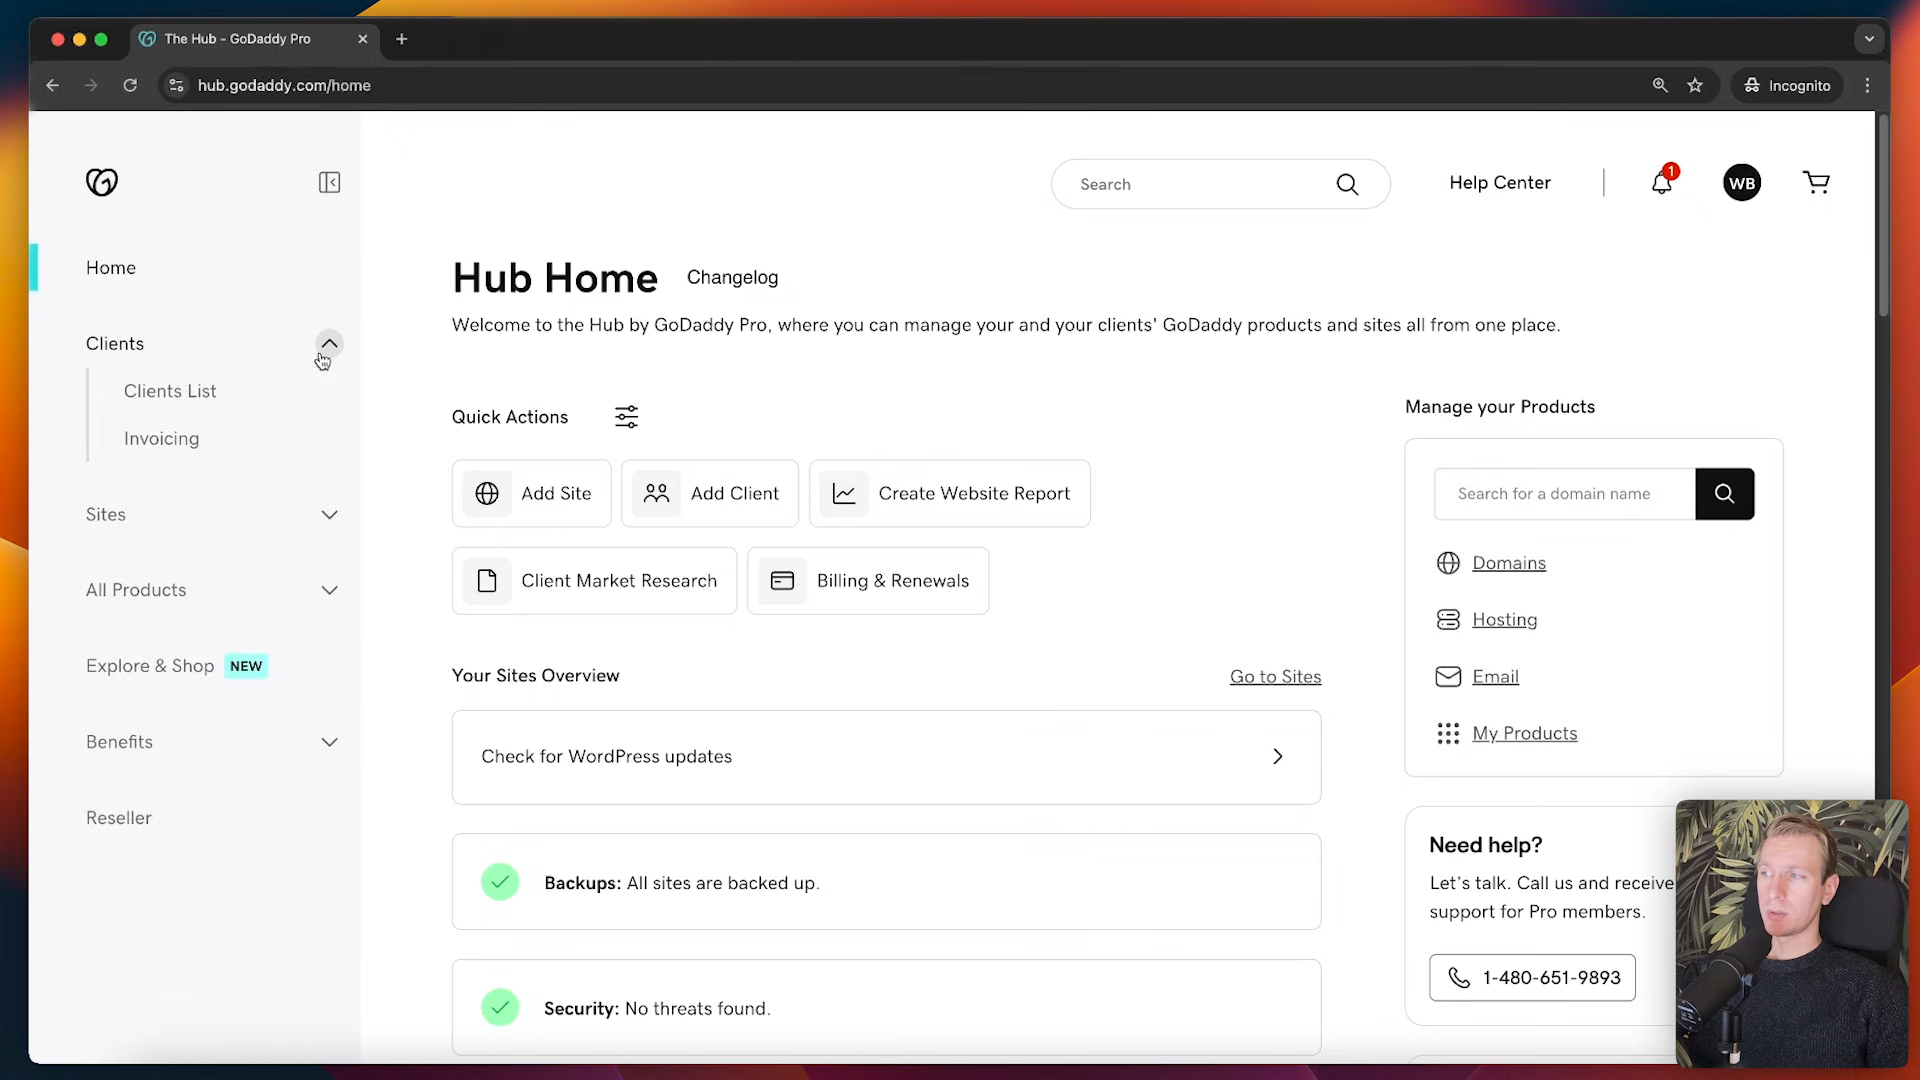 The Hub - GoDaddy Pro
hub.godaddy.com/home
Incognito
Search
Help Center
1
WB
Home
Clients
Clients List
Invoicing
Sites
All Products
Explore & Shop NEW
Benefits
Reseller
Hub Home
Changelog
Welcome to the Hub by GoDaddy Pro, where you can manage your and your clients' GoDaddy products and sites all from one place.
Quick Actions
Add Site
Add Client
Create Website Report
Client Market Research
Billing & Renewals
Your Sites Overview
Go to Sites
Check for WordPress updates
Backups: All sites are backed up.
Security: No threats found.
Manage your Products
Search for a domain name
Domains
Hosting
Email
My Products
Need help?
Let's talk. Call us and receive
support for Pro members.
1-480-651-9893